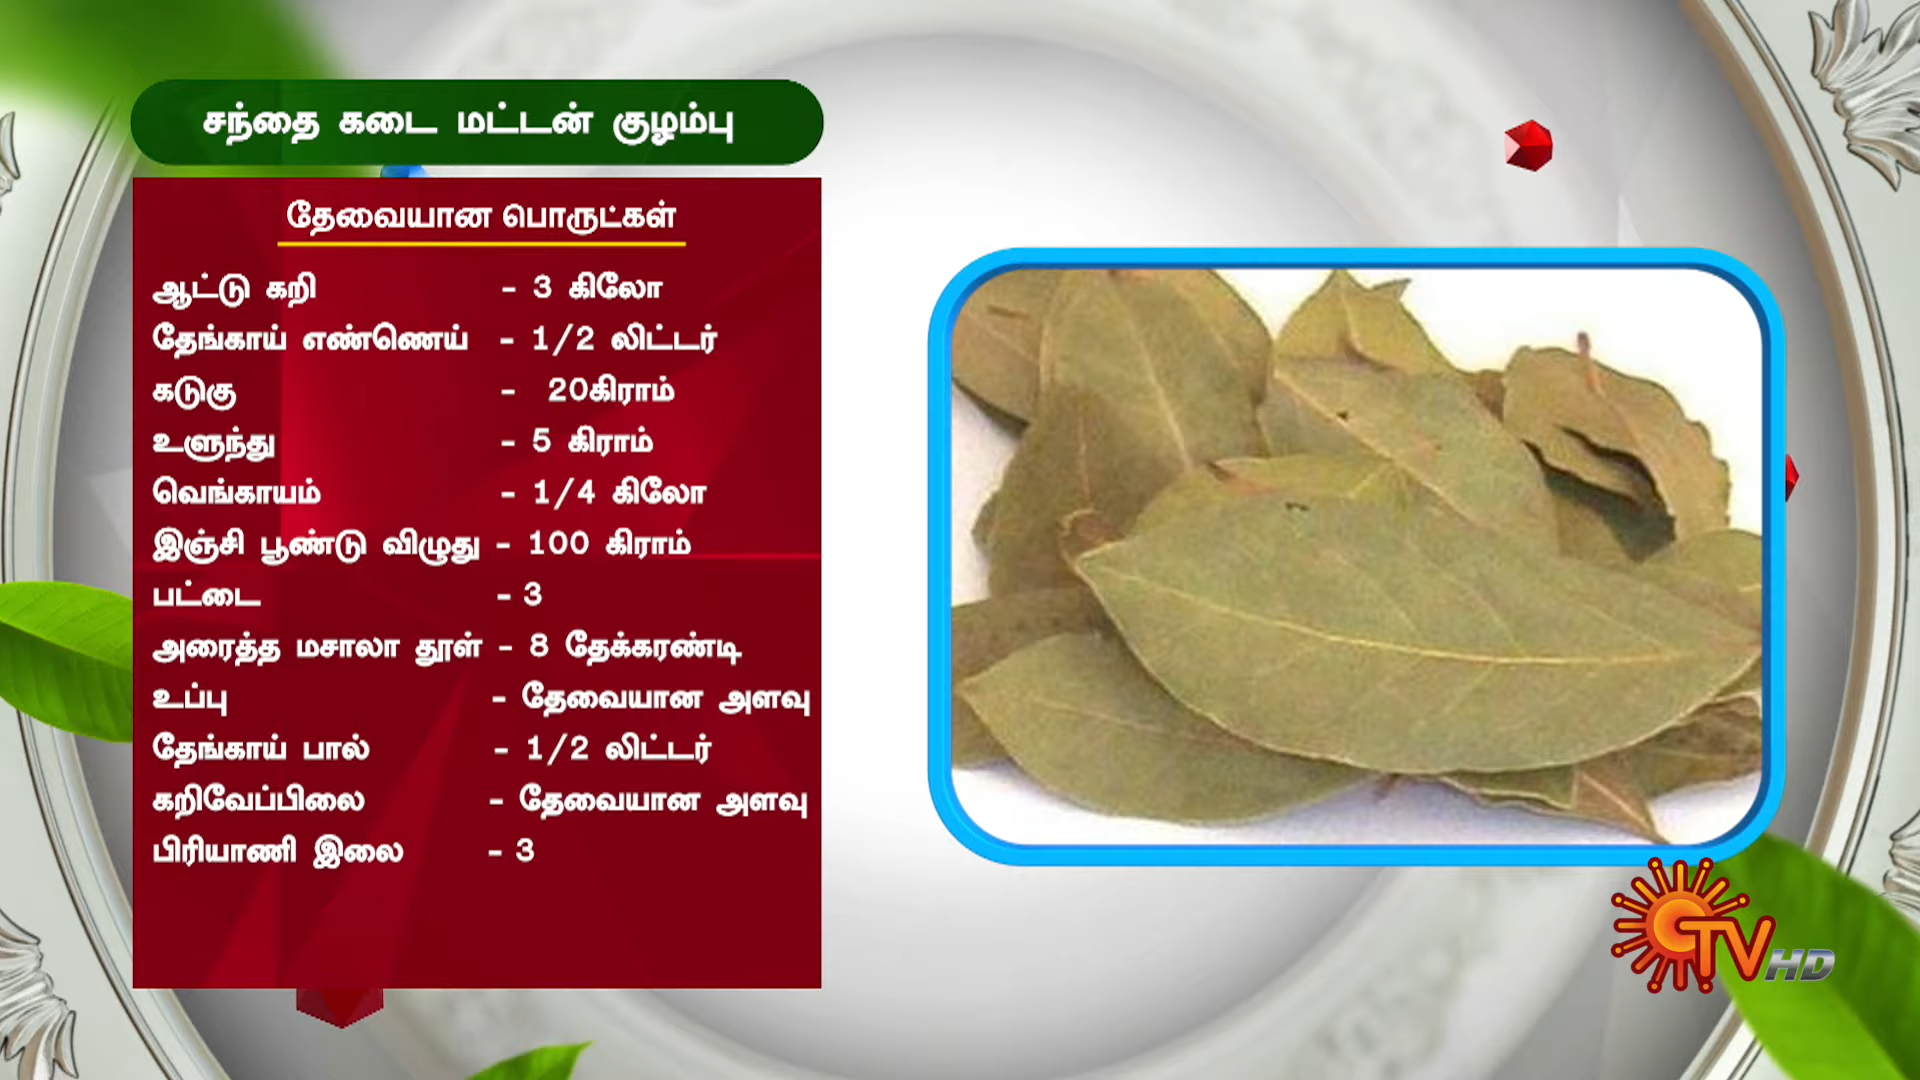 சந்தை கடை மட்டன் குழம்பு
தேவையான பொருட்கள்
ஆட்டு கறி - 3 கிலோ
தேங்காய் எண்ணெய் - 1/2 லிட்டர்
கடுகு - 20கிராம்
உளுந்து - 5 கிராம்
வெங்காயம் - 1/4 கிலோ
இஞ்சி பூண்டு விழுது - 100 கிராம்
பட்டை - 3
அரைத்த மசாலா தூள் - 8 தேக்கரண்டி
உப்பு - தேவையான அளவு
தேங்காய் பால் - 1/2 லிட்டர்
கறிவேப்பிலை - தேவையான அளவு
பிரியாணி இலை - 3
TV HD